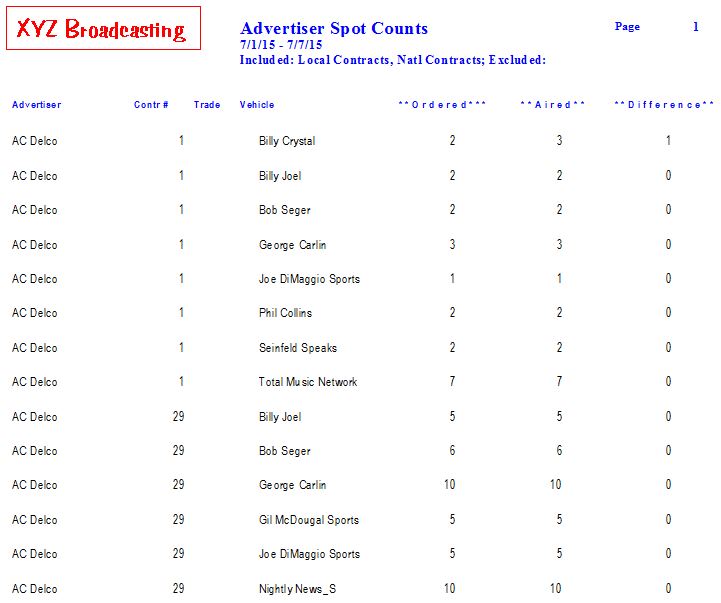 XYZ Broadcasting
Advertiser Spot Counts Page 1
7/1/15 - 7/7/15
Included: Local Contracts, Natl Contracts; Excluded:
Advertiser Contr # Trade Vehicle **Ordered*** **Aired** **Difference**
AC Delco 1 Billy Crystal 2 3 1
AC Delco 1 Billy Joel 2 2 0
AC Delco 1 Bob Seger 2 2 0
AC Delco 1 George Carlin 3 3 0
AC Delco 1 Joe DiMaggio Sports 1 1 0
AC Delco 1 Phil Collins 2 2 0
AC Delco 1 Seinfeld Speaks 2 2 0
AC Delco 1 Total Music Network 7 7 0
AC Delco 29 Billy Joel 5 5 0
AC Delco 29 Bob Seger 6 6 0
AC Delco 29 George Carlin 10 10 0
AC Delco 29 Gil McDougal Sports 5 5 0
AC Delco 29 Joe DiMaggio Sports 5 5 0
AC Delco 29 Nightly News_S 10 10 0